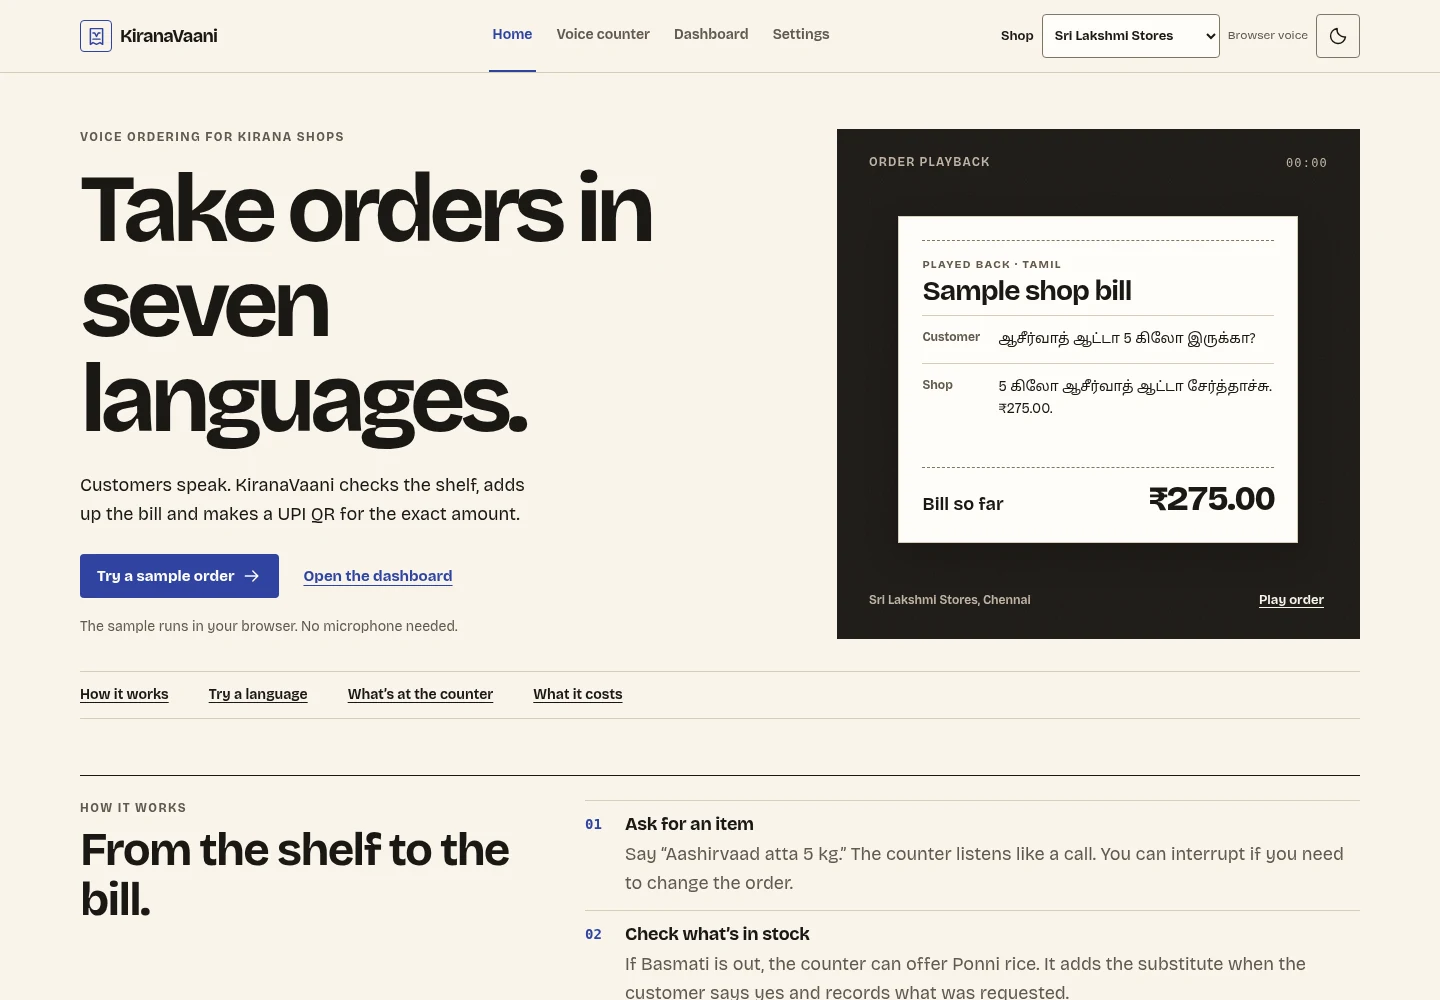 KiranaVaani
Home
Voice counter
Dashboard
Settings
Shop
Sri Lakshmi Stores
Browser voice
VOICE ORDERING FOR KIRANA SHOPS
Take orders in
seven
languages.
Customers speak. KiranaVaani checks the shelf, adds
up the bill and makes a UPI QR for the exact amount.
Try a sample order
Open the dashboard
The sample runs in your browser. No microphone needed.
ORDER PLAYBACK
00:00
PLAYED BACK · TAMIL
Sample shop bill
Customer
ஆசீர்வாத் ஆட்டா 5 கிலோ இருக்கா?
Shop
5 கிலோ ஆசீர்வாத் ஆட்டா சேர்த்தாச்சு.
₹275.00.
Bill so far
₹275.00
Sri Lakshmi Stores, Chennai
Play order
How it works
Try a language
What's at the counter
What it costs
HOW IT WORKS
From the shelf to the
bill.
01
Ask for an item
Say “Aashirvaad atta 5 kg.” The counter listens like a call. You can interrupt if you need
to change the order.
02
Check what's in stock
If Basmati is out, the counter can offer Ponni rice. It adds the substitute when the
customer says yes and records what was requested.